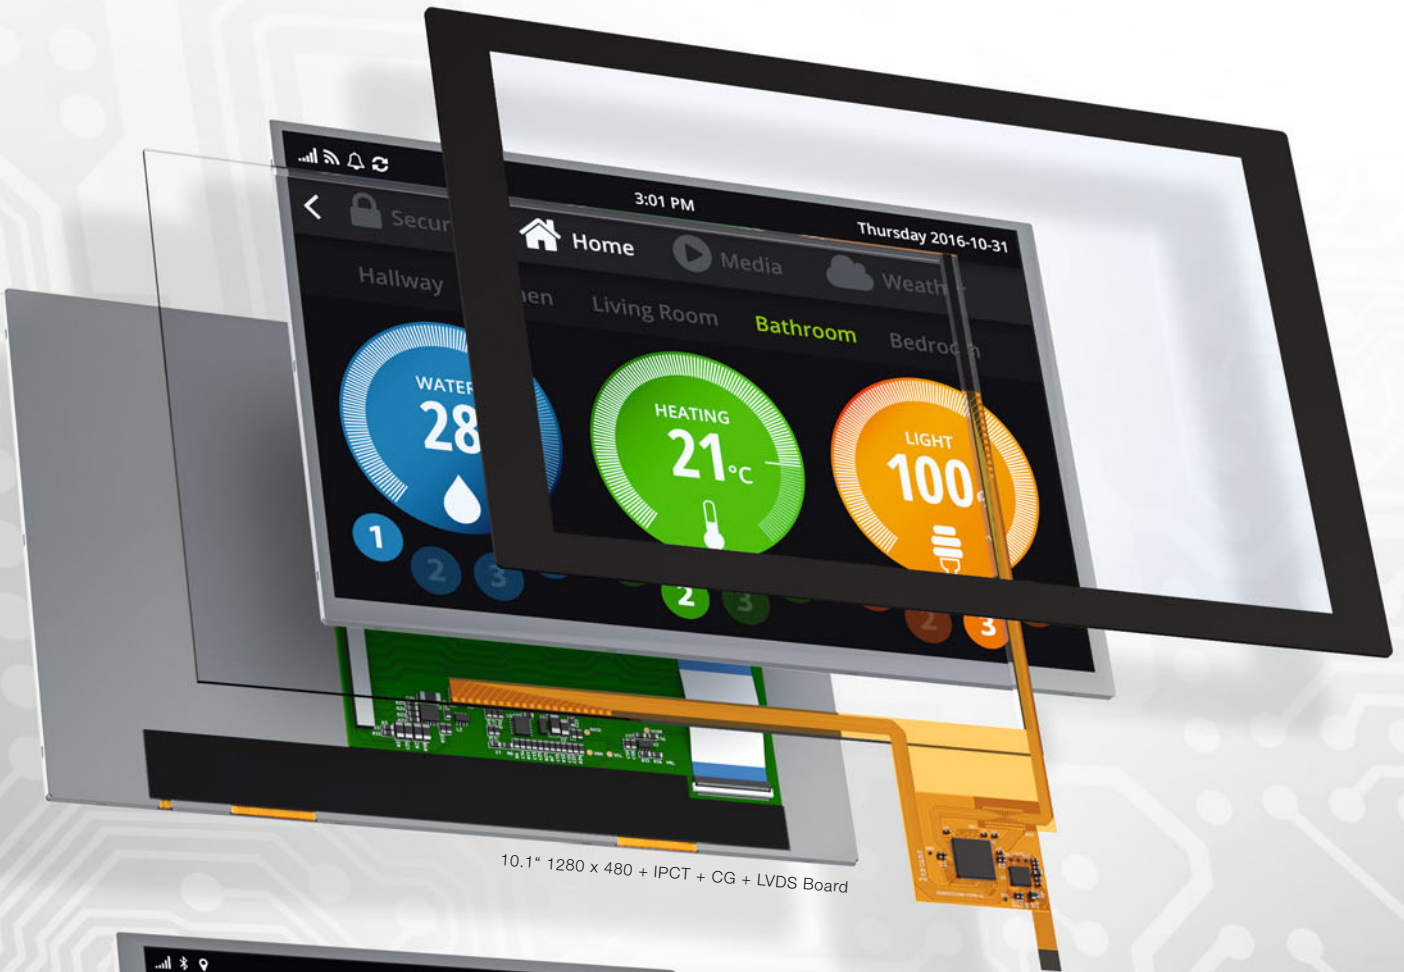 3:01 PM
Thursday 2016-10-31
Home
Media
Hallway
Living Room
Bathroom
WATER
28
HEATING
21°C
LIGHT
100
1
2
3
2
3
2
3
10.1“ 1280 x 480 + IPCT + CG + LVDS Board